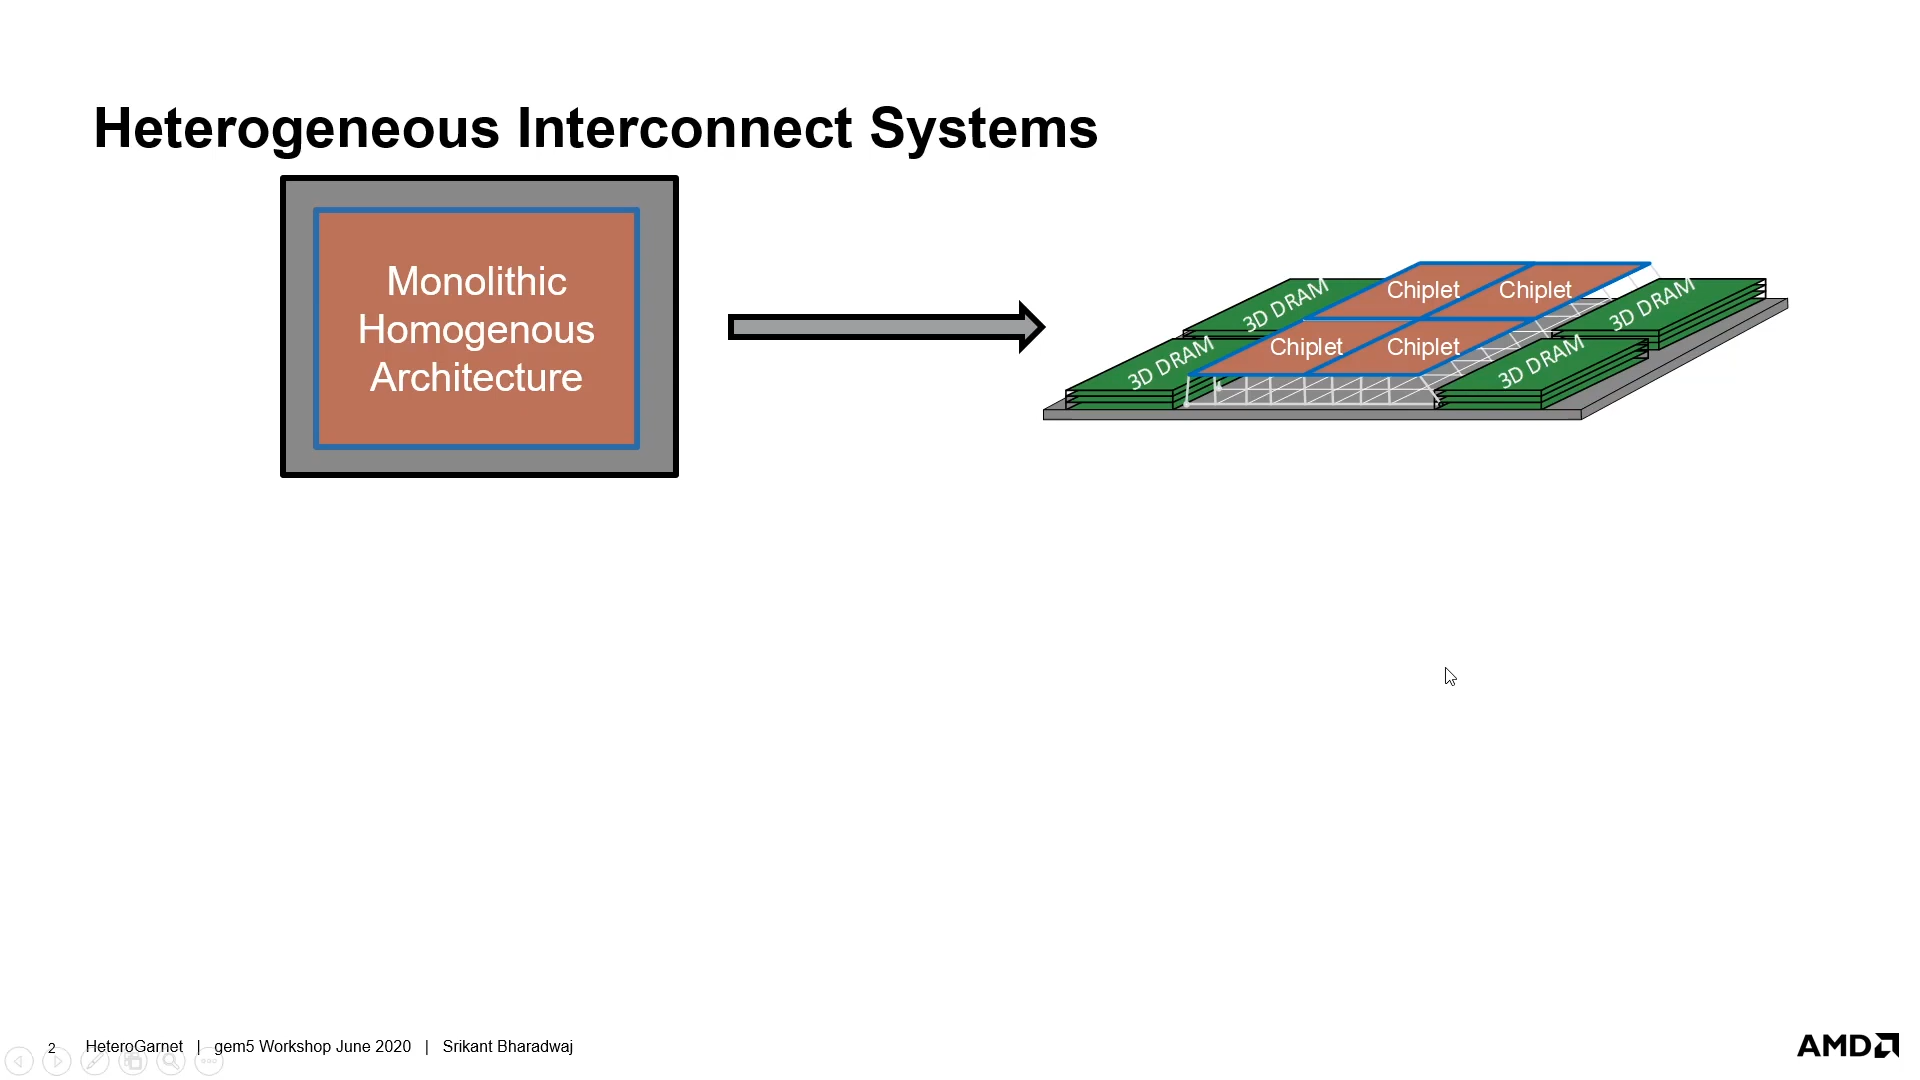 Heterogeneous Interconnect Systems
Monolithic
Homogenous
Architecture
3D DRAM
Chiplet
Chiplet
3D DRAM
3D DRAM
Chiplet
Chiplet
3D DRAM
2 HeteroGarnet | gem5 Workshop June 2020 | Srikant Bharadwaj
AMD